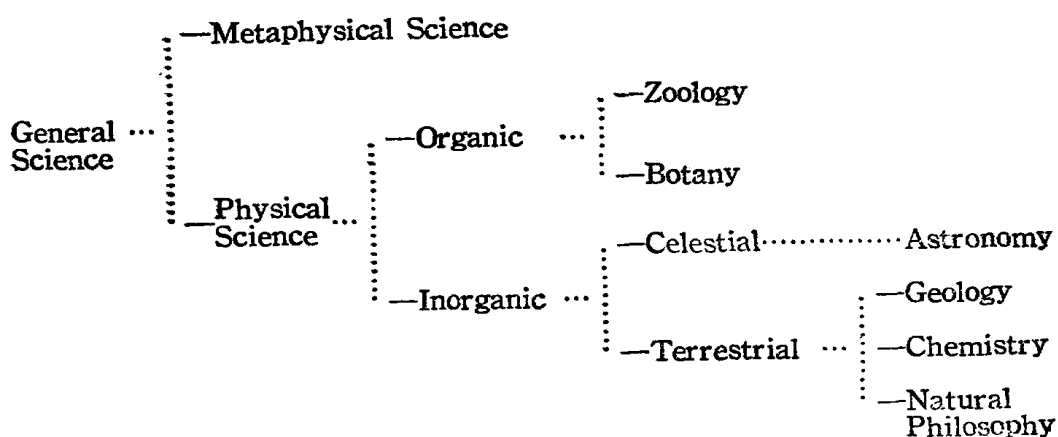 —Metaphysical Science
—Zoology
General ...
Science
—Organic ...
—Botany
—Physical ...
Science
—Celestial .............. Astronomy
—Inorganic ...
—Geology
—Terrestrial ...
—Chemistry
—Natural
Philosophy